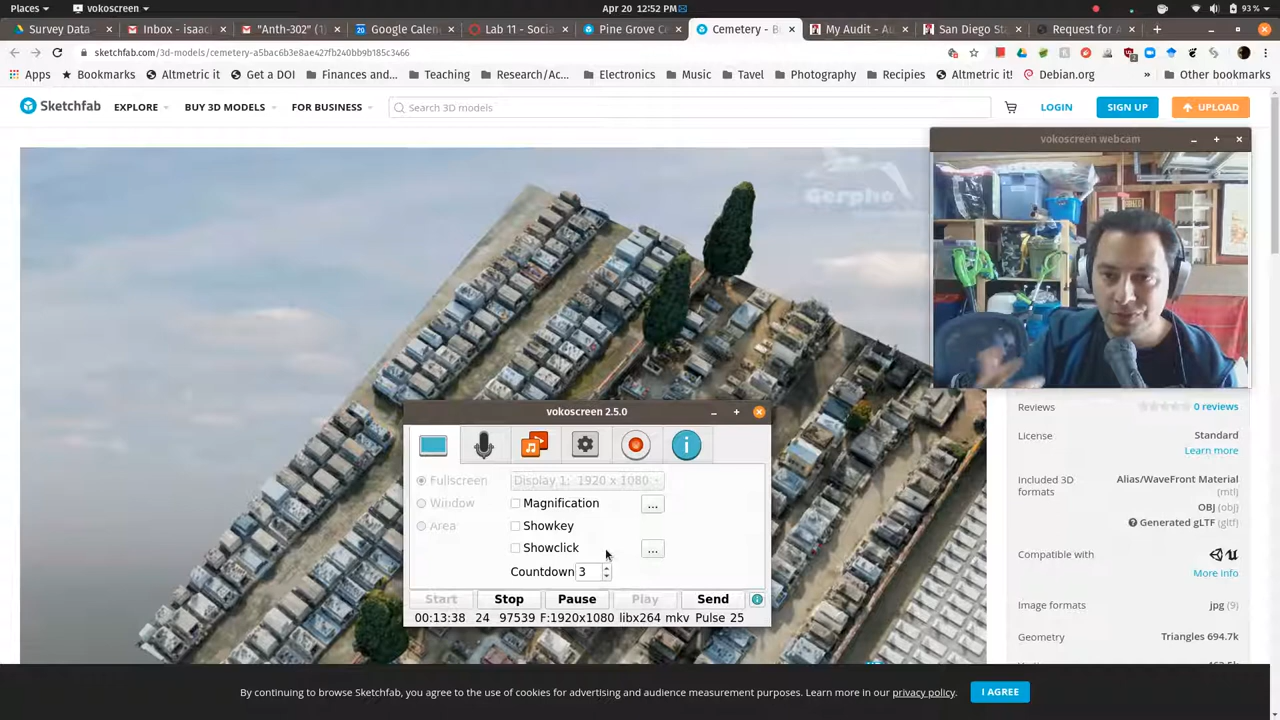 Places
vokoscreen
Apr 20 12:52 PM
93 %
Survey Data-
Inbox - isaac
"Anth-302" (1)
Google Calen
Lab 11 - Socia
Pine Grove Ce
Cemetery - B
My Audit - Au
San Diego St
Request for A
sketchfab.com/3d-models/cemetery-a5bac6b3e8ae427fb240bb9b185c3466
Apps
Bookmarks
Altmetric it
Get a DOI
Finances and...
Teaching
Research/Ac...
Electronics
Music
Tavel
Photography
Recipies
Altmetric it!
Debian.org
»
Other bookmarks
Sketchfab
EXPLORE
BUY 3D MODELS
FOR BUSINESS
Search 3D models
LOGIN
SIGN UP
UPLOAD
vokoscreen webcam
Gerpho
Reviews
0 reviews
License
Standard
Learn more
Included 3D formats
Alias/WaveFront Material
(mtl)
OBJ (obj)
Generated glTF (gltf)
Compatible with
More info
Image formats
jpg (9)
Geometry
Triangles 694.7k
vokoscreen 2.5.0
Fullscreen
Display 1: 1920 x 1080
Window
Magnification
...
Area
Showkey
Showclick
...
Countdown 3
Start
Stop
Pause
Play
Send
00:13:38 24 97539 F:1920x1080 libx264 mkv Pulse 25
By continuing to browse Sketchfab, you agree to the use of cookies for advertising and audience measurement purposes. Learn more in our privacy policy.
I AGREE